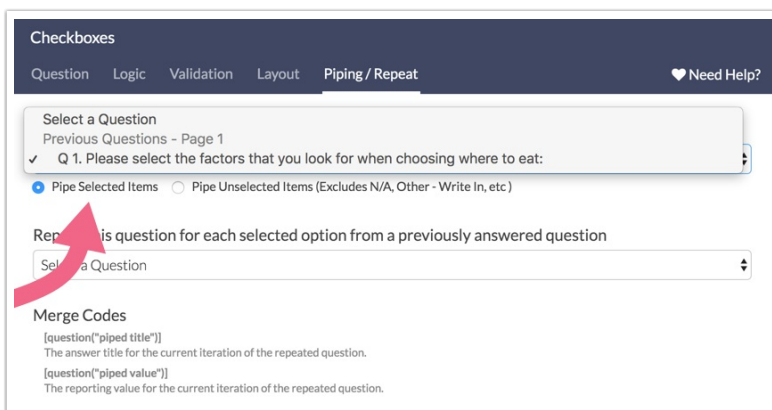 Checkboxes
Question Logic Validation Layout Piping / Repeat Need Help?
Select a Question
Previous Questions - Page 1
Q 1. Please select the factors that you look for when choosing where to eat:
Pipe Selected Items Pipe Unselected Items (Excludes N/A, Other - Write In, etc )
is question for each selected option from a previously answered question
a Question
Merge Codes
[question("piped title")]
The answer title for the current iteration of the repeated question.
[question("piped value")]
The reporting value for the current iteration of the repeated question.